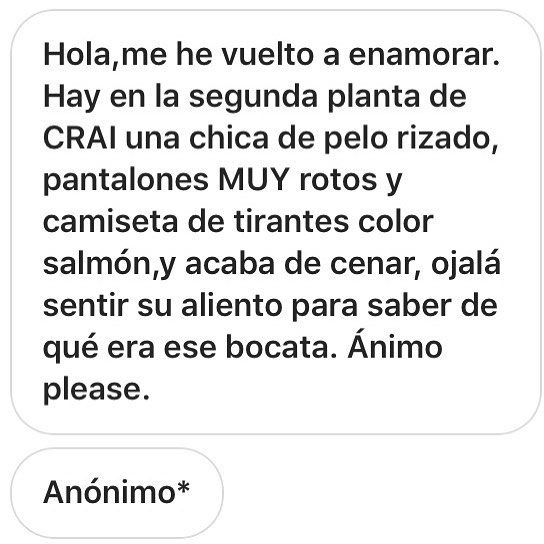 Hola,me he vuelto a enamorar.
Hay en la segunda planta de
CRAI una chica de pelo rizado,
pantalones MUY rotos y
camiseta de tirantes color
salmón,y acaba de cenar, ojalá
sentir su aliento para saber de
qué era ese bocata. Ánimo
please.
Anónimo*